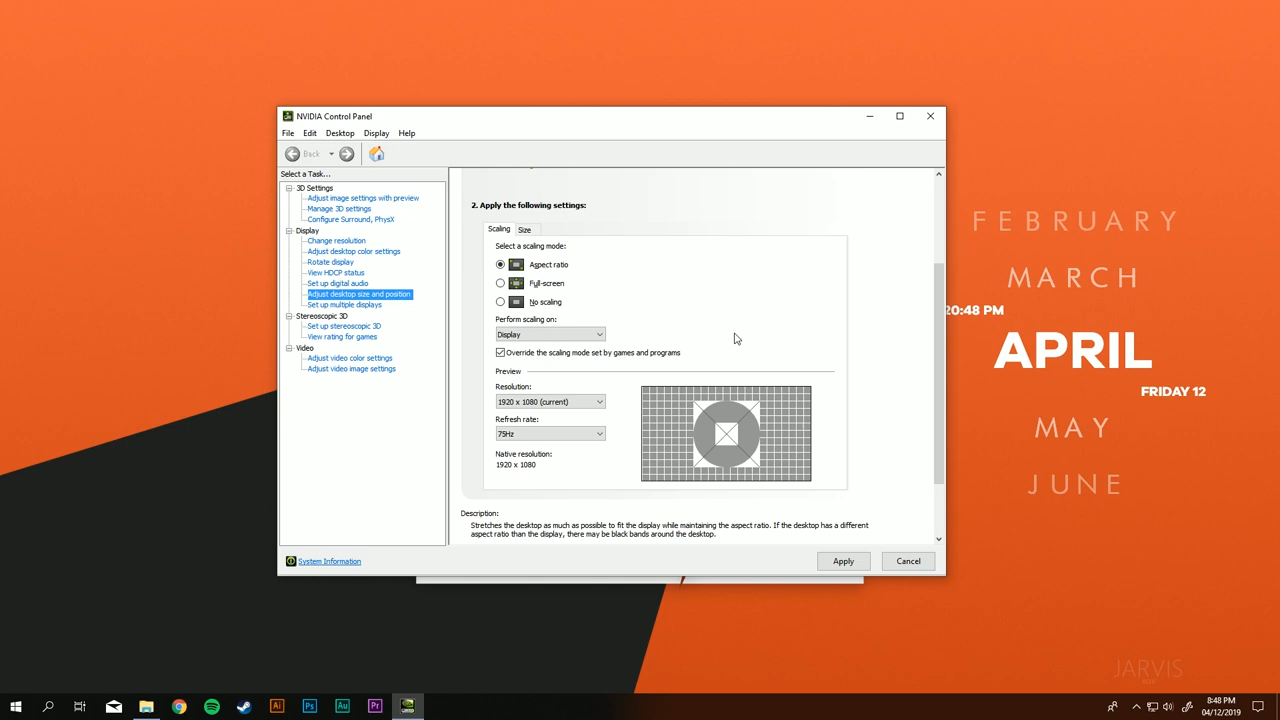 NVIDIA Control Panel
File Edit Desktop Display Help
Back
Select a Task...
3D Settings
Adjust image settings with preview
Manage 3D settings
Configure Surround, PhysX
Display
Change resolution
Adjust desktop color settings
Rotate display
View HDCP status
Set up digital audio
Adjust desktop size and position
Set up multiple displays
Stereoscopic 3D
Set up stereoscopic 3D
View rating for games
Video
Adjust video color settings
Adjust video image settings
System Information
2. Apply the following settings:
Scaling Size
Select a scaling mode:
Aspect ratio
Full-screen
No scaling
Perform scaling on:
Display
Override the scaling mode set by games and programs
Preview
Resolution:
1920 x 1080 (current)
Refresh rate:
75Hz
Native resolution:
1920 x 1080
Description:
Stretches the desktop as much as possible to fit the display while maintaining the aspect ratio. If the desktop has a different
aspect ratio than the display, there may be black bands around the desktop.
Apply Cancel
FEBRUARY
MARCH
20:48 PM
APRIL
FRIDAY 12
MAY
JUNE
JARVIS
Ai Ps Au Pr
8:48 PM
04/12/2019